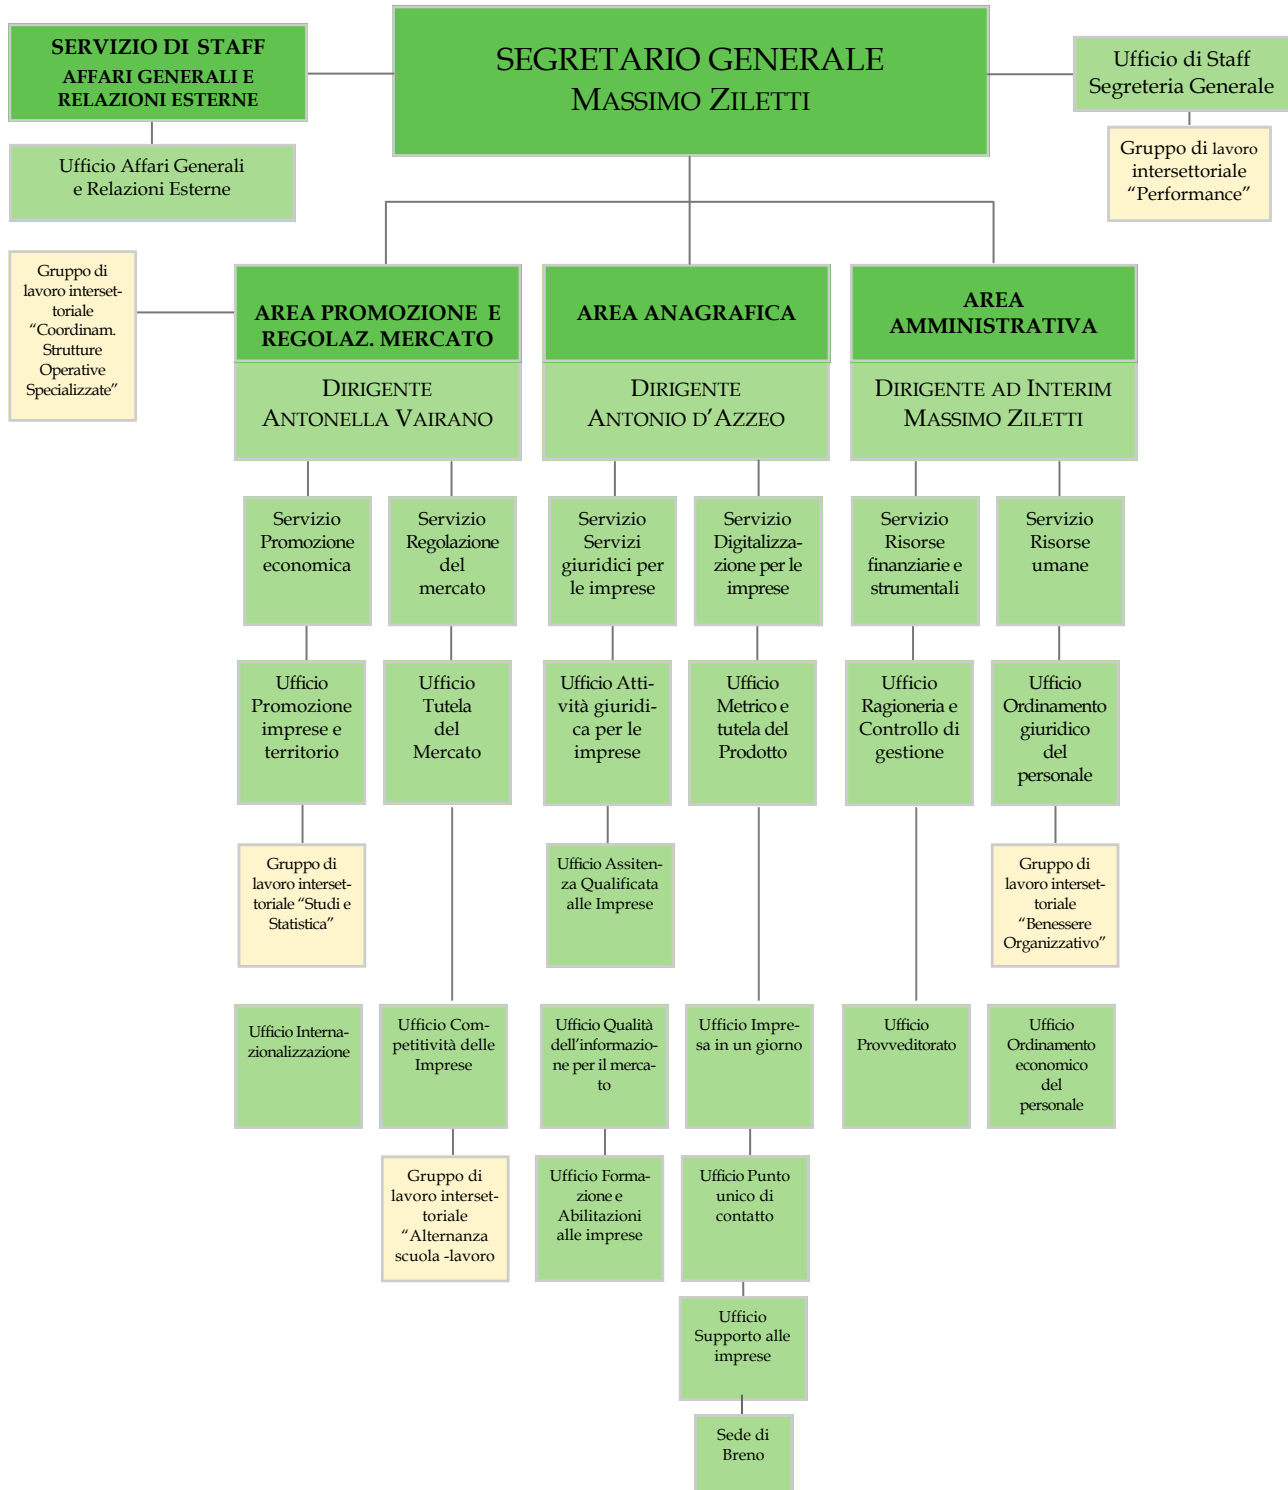 SERVIZIO DI STAFF
AFFARI GENERALI E
RELAZIONI ESTERNE
SEGRETARIO GENERALE
MASSIMO ZILETTI
Ufficio di Staff
Segreteria Generale
Ufficio Affari Generali
e Relazioni Esterne
Gruppo di lavoro
intersettoriale
“Performance”
Gruppo di
lavoro interset-
toriale
“Coordinam.
Strutture
Operative
Specializzate”
AREA PROMOZIONE E
REGOLAZ. MERCATO
DIRIGENTE
ANTONELLA VAIRANO
AREA ANAGRAFICA
DIRIGENTE
ANTONIO D’AZZEO
AREA
AMMINISTRATIVA
DIRIGENTE AD INTERIM
MASSIMO ZILETTI
Servizio
Promozione
economica
Servizio
Regolazione
del
mercato
Servizio
Servizi
giuridici per
le imprese
Servizio
Digitalizza-
zione per le
imprese
Servizio
Risorse
finanziarie e
strumentali
Servizio
Risorse
umane
Ufficio
Promozione
imprese e
territorio
Ufficio
Tutela
del
Mercato
Ufficio Atti-
vità giuridi-
ca per le
imprese
Ufficio
Metrico e
tutela del
Prodotto
Ufficio
Ragioneria e
Controllo di
gestione
Ufficio
Ordinamento
giuridico
del
personale
Gruppo di
lavoro interset-
toriale “Studi e
Statistica”
Ufficio Assiten-
za Qualificata
alle Imprese
Gruppo di
lavoro interset-
toriale
“Benessere
Organizzativo”
Ufficio Interna-
zionalizzazione
Ufficio Com-
petitività delle
Imprese
Ufficio Qualità
dell’informazio-
ne per il merca-
to
Ufficio Impre-
sa in un giorno
Ufficio
Provveditorato
Ufficio
Ordinamento
economico
del
personale
Gruppo di
lavoro interset-
toriale
“Alternanza
scuola -lavoro
Ufficio Forma-
zione e
Abilitazioni
alle imprese
Ufficio Punto
unico di
contatto
Ufficio
Supporto alle
imprese
Sede di
Breno